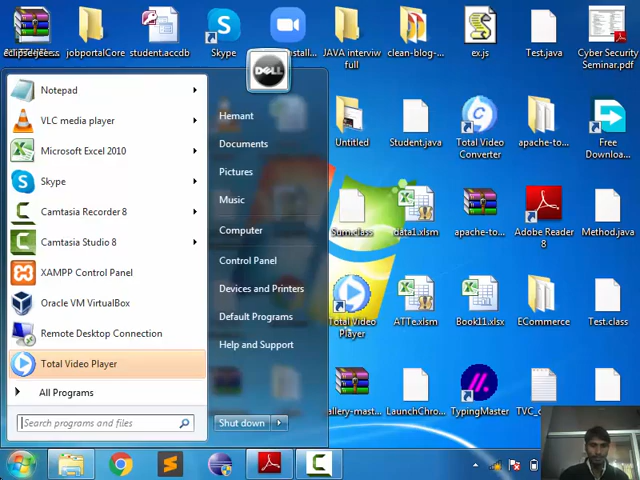 jobportalCore
student.accdb
Skype
JAVA interviw
full
clean-blog-...
ex.js
Test.java
Cyber Security
Seminar.pdf
DELL
Notepad
VLC media player
Microsoft Excel 2010
Skype
Camtasia Recorder 8
Camtasia Studio 8
XAMPP Control Panel
Oracle VM VirtualBox
Remote Desktop Connection
Total Video Player
All Programs
Search programs and files
Hemant
Documents
Pictures
Music
Computer
Control Panel
Devices and Printers
Default Programs
Help and Support
Shut down
Untitled
Student.java
Total Video
Converter
apache-to...
Free
Downloa...
Sum.class
data1.xlsm
apache-to...
Adobe Reader
8
Method.java
Total Video
Player
ATTe.xlsm
Book11.xlsx
ECommerce
Test.class
LaunchChro...
TypingMaster